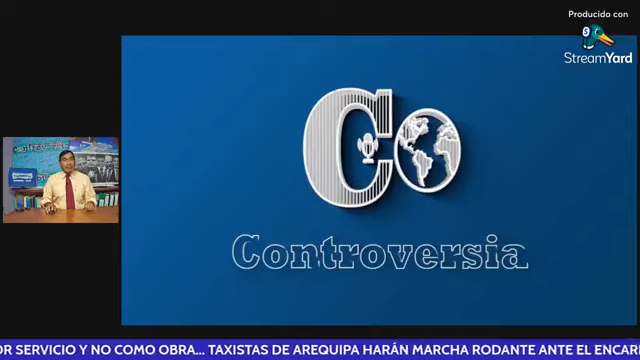 Producido con
StreamYard
CO
Controversia
OR SERVICIO Y NO COMO OBRA... TAXISTAS DE AREQUIPA HARÁN MARCHA RODANTE ANTE EL ENCAR